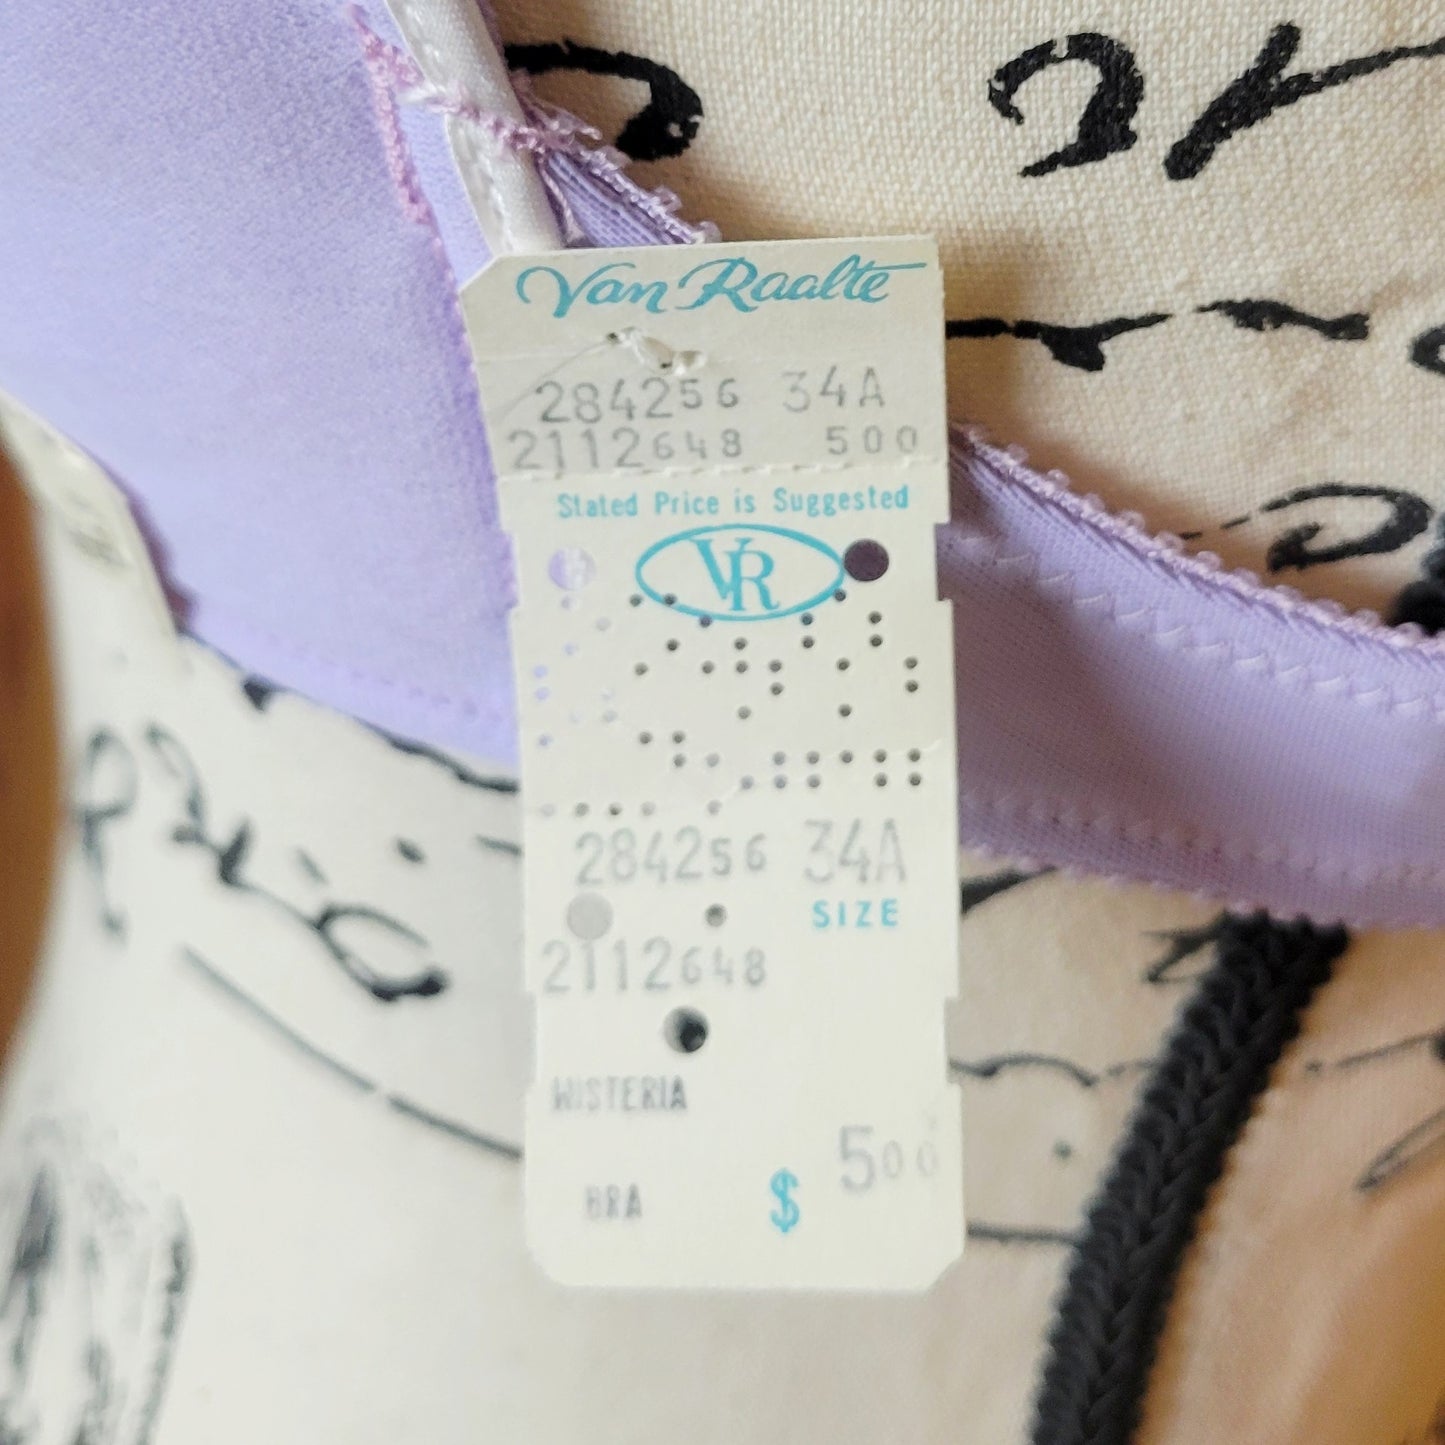 Van Raalte
284256 34A
2112648 500
Stated Price is Suggested
VR
284256 34A
SIZE
2112648
WISTERIA
BRA $ 500